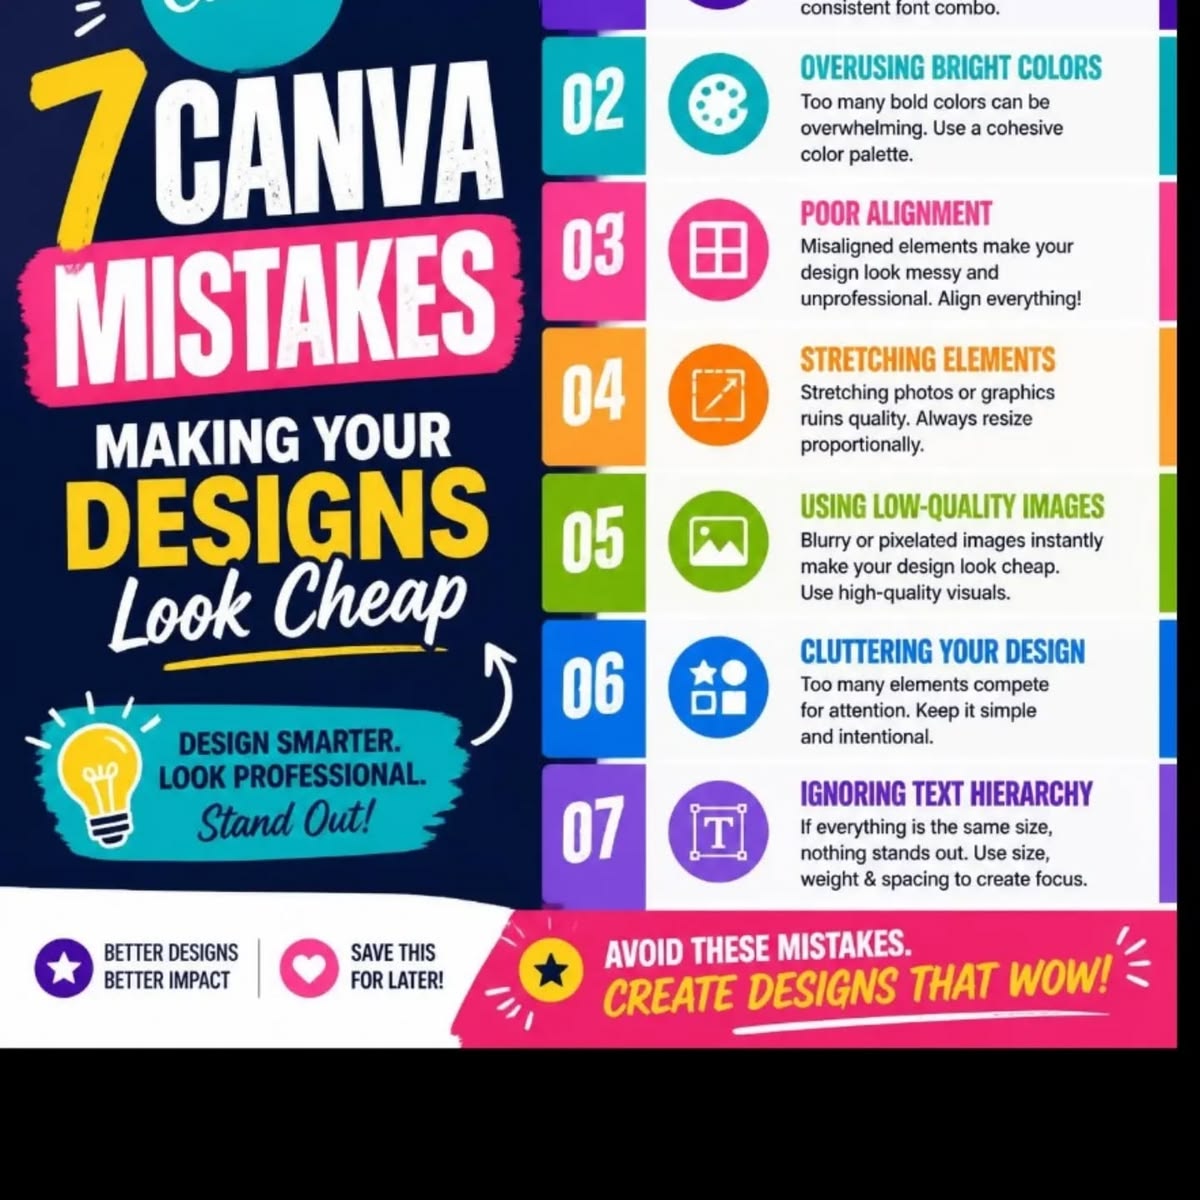 7 CANVA
MISTAKES
MAKING YOUR
DESIGNS
Look Cheap
DESIGN SMARTER.
LOOK PROFESSIONAL.
Stand Out!
consistent font combo.
02
OVERUSING BRIGHT COLORS
Too many bold colors can be
overwhelming. Use a cohesive
color palette.
03
POOR ALIGNMENT
Misaligned elements make your
design look messy and
unprofessional. Align everything!
04
STRETCHING ELEMENTS
Stretching photos or graphics
ruins quality. Always resize
proportionally.
05
USING LOW-QUALITY IMAGES
Blurry or pixelated images instantly
make your design look cheap.
Use high-quality visuals.
06
CLUTTERING YOUR DESIGN
Too many elements compete
for attention. Keep it simple
and intentional.
07
T
IGNORING TEXT HIERARCHY
If everything is the same size,
nothing stands out. Use size,
weight & spacing to create focus.
BETTER DESIGNS
BETTER IMPACT
SAVE THIS
FOR LATER!
AVOID THESE MISTAKES.
CREATE DESIGNS THAT WOW!